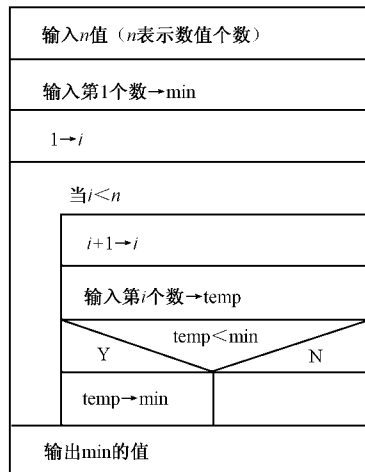 输入n值（n表示数值个数）
输入第1个数→min
1→i
当i<n
i+1→i
输入第i个数→temp
temp<min
Y
N
temp→min
输出min的值